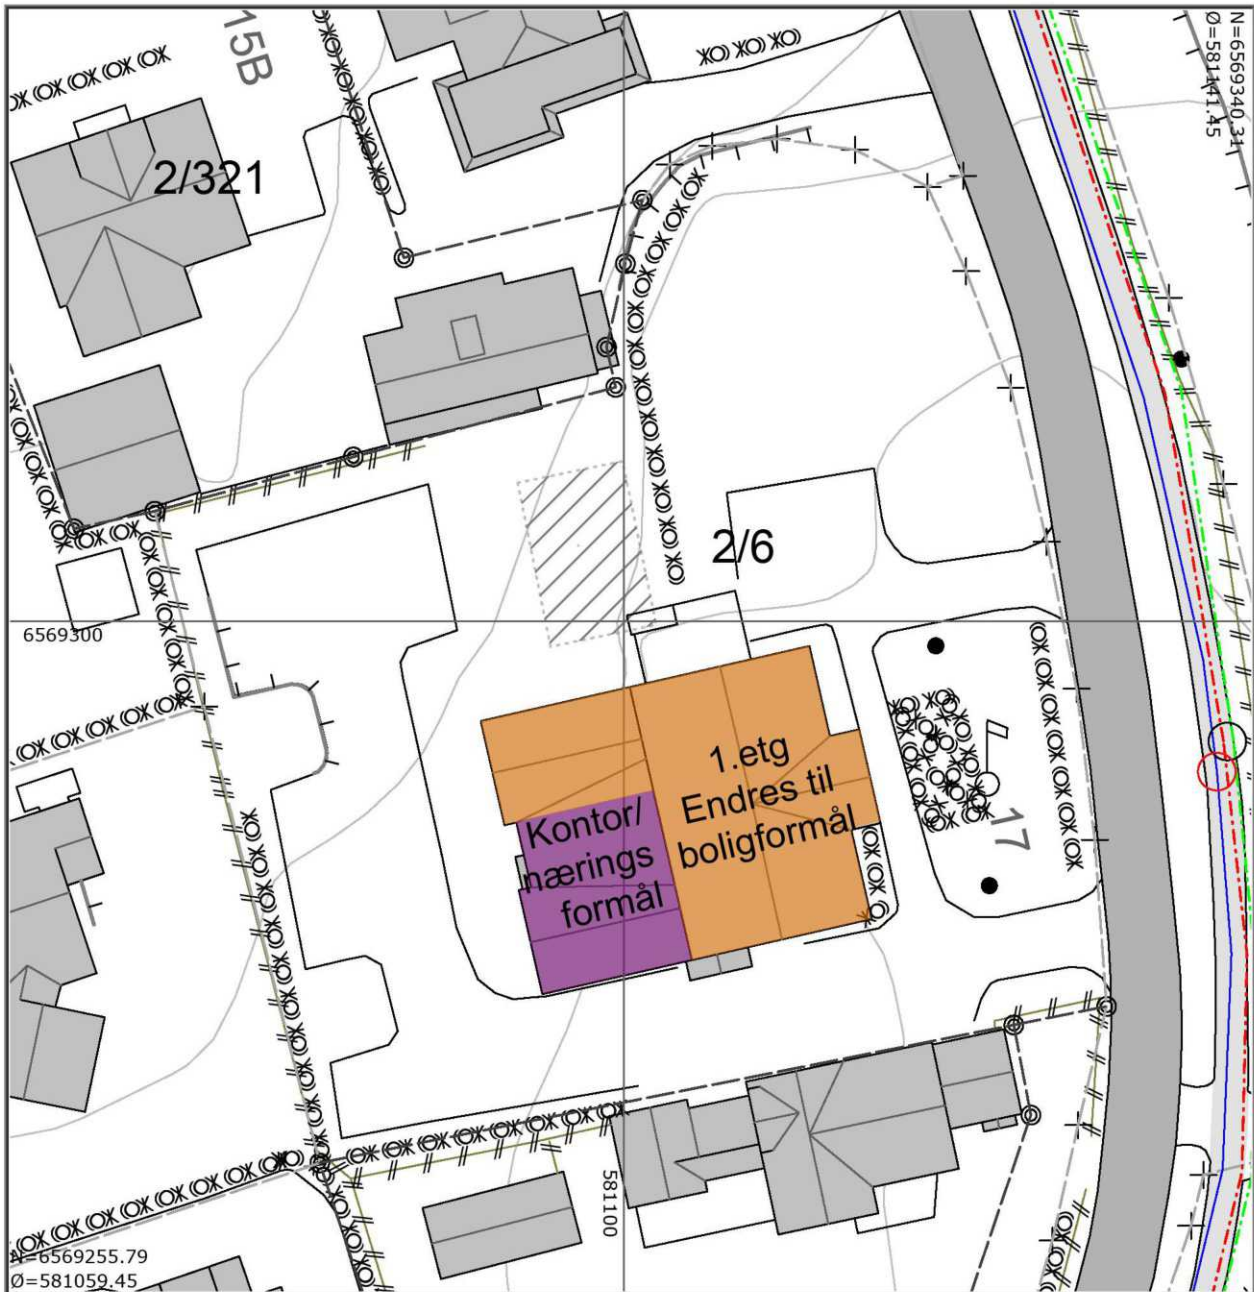 15B
N=6569340.31
Ø=581141.45
2/321
2/6
6569300
1.etg
Endres til
boligformål
Kontor/
nærings
formål
17
581100
N=6569255.79
Ø=581059.45